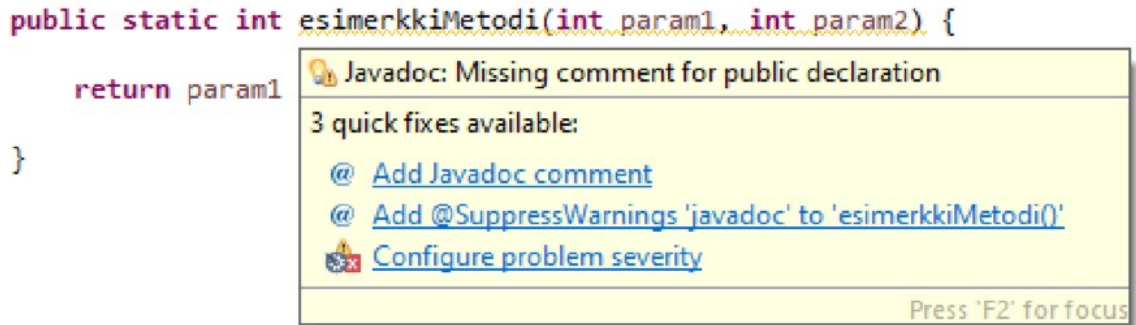 public static int esimerkkiMetodi(int param1, int param2) {
Javadoc: Missing comment for public declaration
return param1
3 quick fixes available:
}
@ Add Javadoc comment
@ Add @SuppressWarnings 'javadoc' to 'esimerkkiMetodi()'
Configure problem severity
Press 'F2' for focus